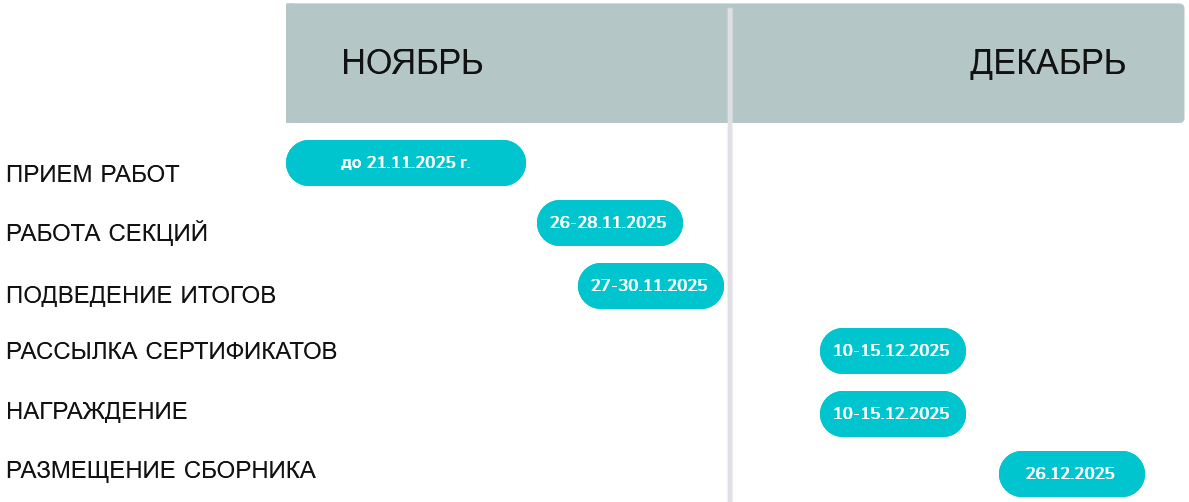 НОЯБРЬ ДЕКАБРЬ
ПРИЕМ РАБОТ до 21.11.2025 г.
РАБОТА СЕКЦИЙ 26-28.11.2025
ПОДВЕДЕНИЕ ИТОГОВ 27-30.11.2025
РАССЫЛКА СЕРТИФИКАТОВ 10-15.12.2025
НАГРАЖДЕНИЕ 10-15.12.2025
РАЗМЕЩЕНИЕ СБОРНИКА 26.12.2025